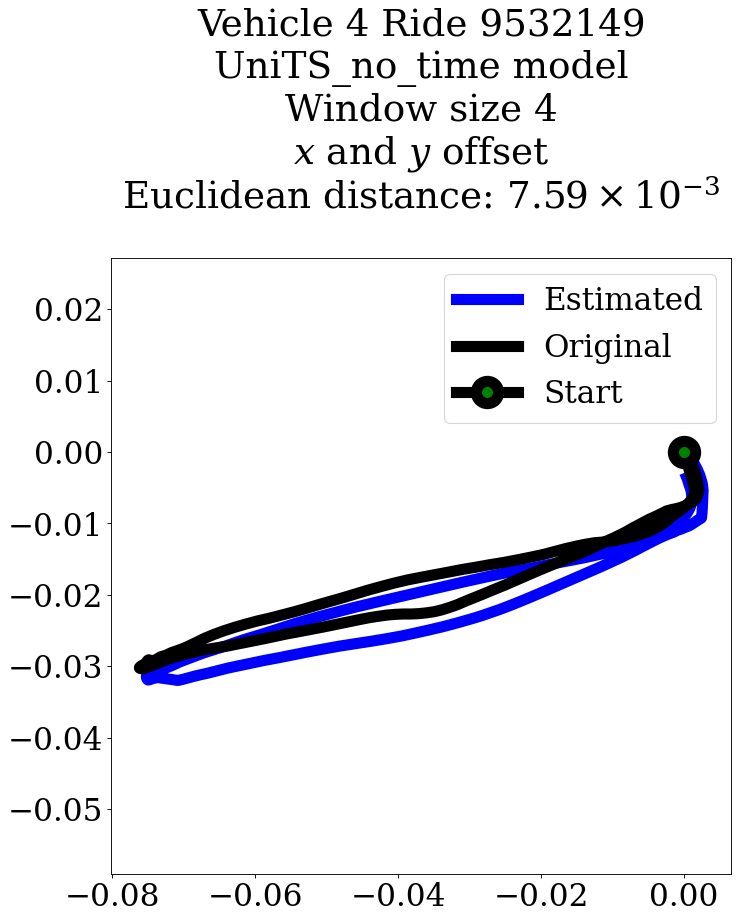 Vehicle 4 Ride 9532149
UniTS_no_time model
Window size 4
x and y offset
Euclidean distance: 7.59 × 10⁻³
Estimated
Original
Start
0.02
0.01
0.00
−0.01
−0.02
−0.03
−0.04
−0.05
−0.08 −0.06 −0.04 −0.02 0.00